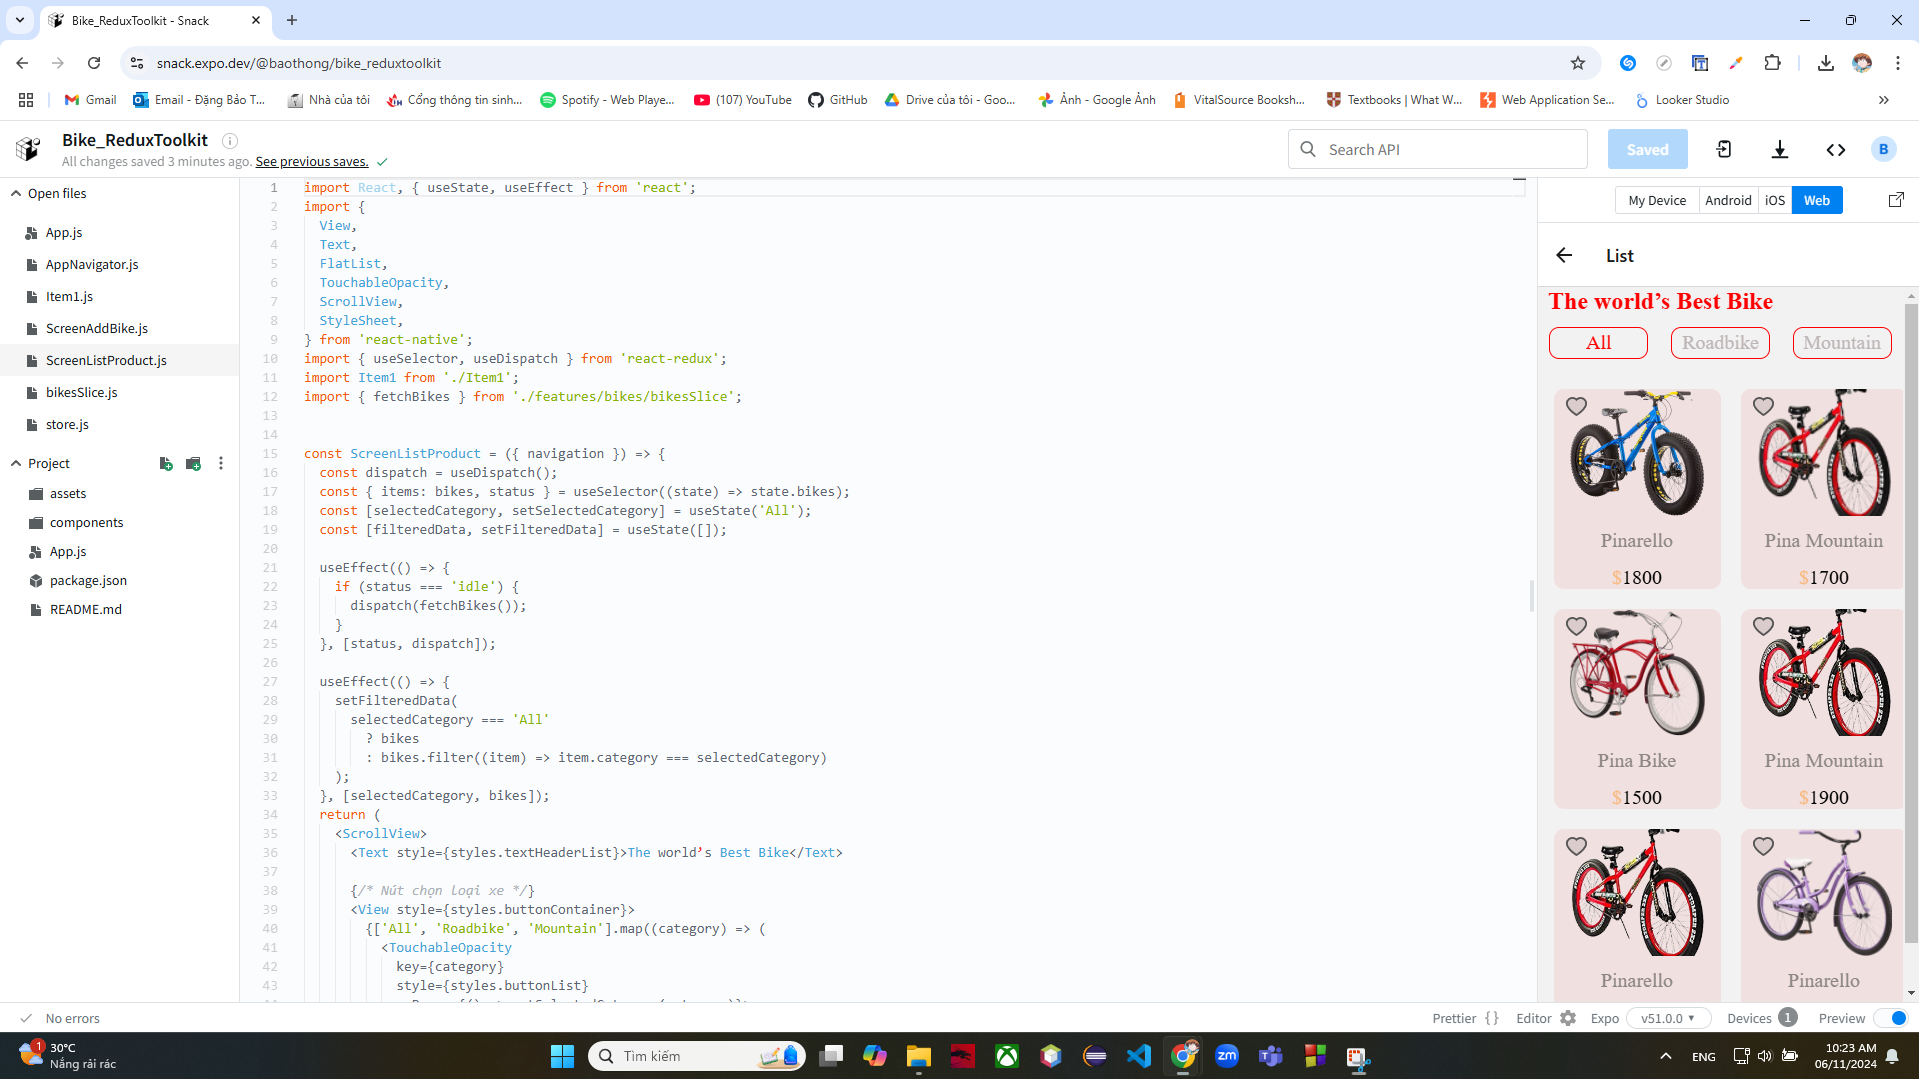 Bike_ReduxToolkit - Snack
snack.expo.dev/@baothong/bike_reduxtoolkit
Gmail
Email - Đặng Bảo T...
Nhà của tôi
Cổng thông tin sinh...
Spotify - Web Playe...
(107) YouTube
GitHub
Drive của tôi - Goo...
Ảnh - Google Ảnh
VitalSource Booksh...
Textbooks | What W...
Web Application Se...
Looker Studio
Bike_ReduxToolkit
All changes saved 3 minutes ago. See previous saves.
Search API
Saved
B
Open files
App.js
AppNavigator.js
Item1.js
ScreenAddBike.js
ScreenListProduct.js
bikesSlice.js
store.js
Project
assets
components
App.js
package.json
README.md
1 import React, { useState, useEffect } from 'react';
2 import {
3 View,
4 Text,
5 FlatList,
6 TouchableOpacity,
7 ScrollView,
8 StyleSheet,
9 } from 'react-native';
10 import { useSelector, useDispatch } from 'react-redux';
11 import Item1 from './Item1';
12 import { fetchBikes } from './features/bikes/bikesSlice';
13
14
15 const ScreenListProduct = ({ navigation }) => {
16 const dispatch = useDispatch();
17 const { items: bikes, status } = useSelector((state) => state.bikes);
18 const [selectedCategory, setSelectedCategory] = useState('All');
19 const [filteredData, setFilteredData] = useState([]);
20
21 useEffect(() => {
22 if (status === 'idle') {
23 dispatch(fetchBikes());
24 }
25 }, [status, dispatch]);
26
27 useEffect(() => {
28 setFilteredData(
29 selectedCategory === 'All'
30 ? bikes
31 : bikes.filter((item) => item.category === selectedCategory)
32 );
33 }, [selectedCategory, bikes]);
34 return (
35 <ScrollView>
36 <Text style={styles.textHeaderList}>The world’s Best Bike</Text>
37
38 {/* Nút chọn loại xe */}
39 <View style={styles.buttonContainer}>
40 {['All', 'Roadbike', 'Mountain'].map((category) => (
41 <TouchableOpacity
42 key={category}
43 style={styles.buttonList}
My Device
Android
iOS
Web
List
The world’s Best Bike
All
Roadbike
Mountain
Pinarello
$1800
Pina Mountain
$1700
Pina Bike
$1500
Pina Mountain
$1900
Pinarello
Pinarello
No errors
Prettier {}
Editor
Expo
v51.0.0
Devices 1
Preview
1
30°C
Nắng rải rác
Tìm kiếm
zm
ENG
10:23 AM
06/11/2024